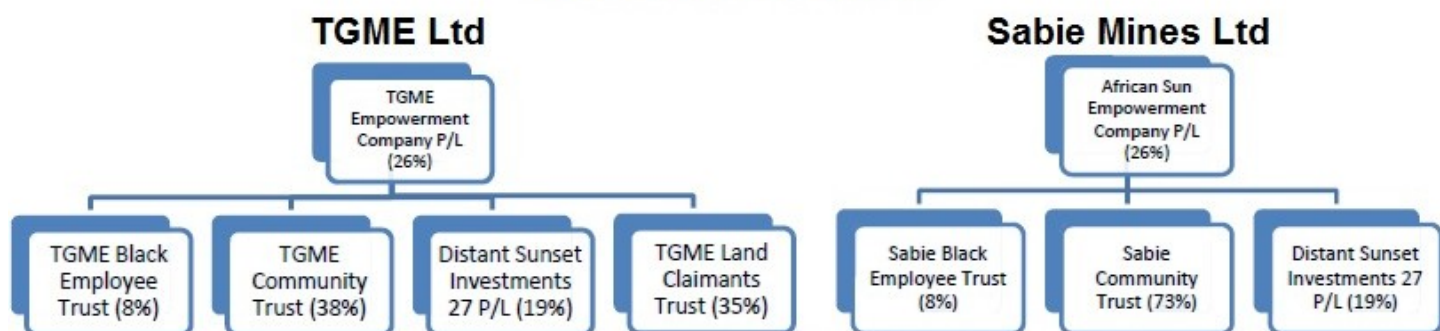 TGME Ltd
TGME
Empowerment
Company P/L
(26%)
TGME Black
Employee
Trust (8%)
TGME
Community
Trust (38%)
Distant Sunset
Investments
27 P/L (19%)
TGME Land
Claimants
Trust (35%)
Sabie Mines Ltd
African Sun
Empowerment
Company P/L
(26%)
Sabie Black
Employee Trust
(8%)
Sabie
Community
Trust (73%)
Distant Sunset
Investments 27
P/L (19%)